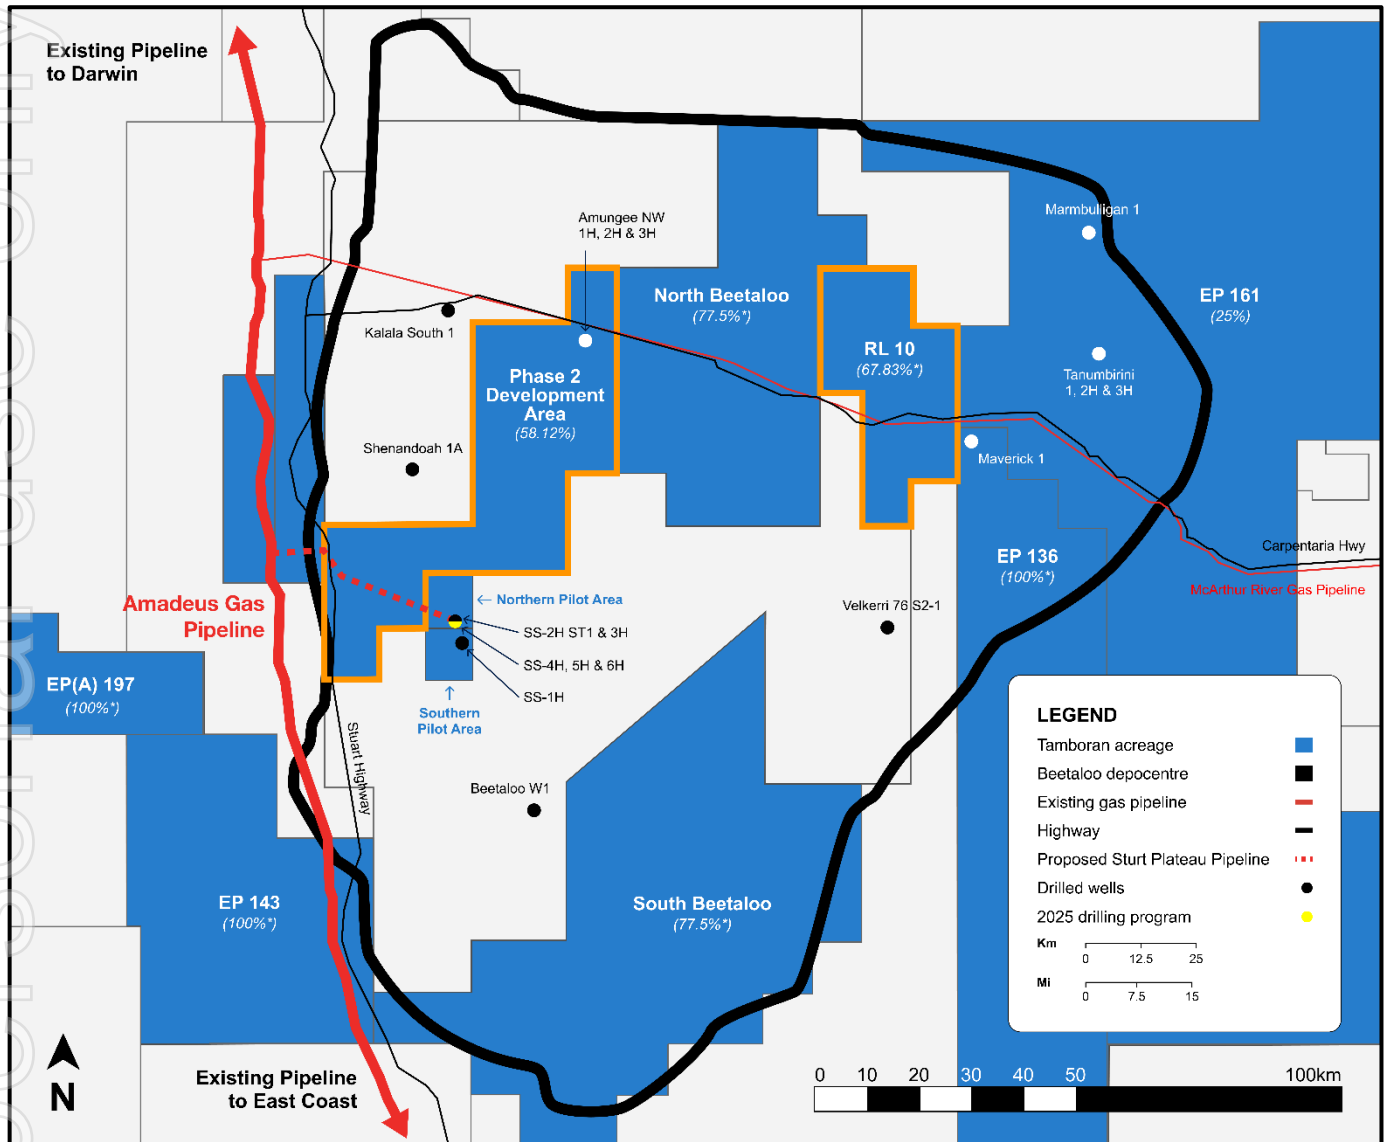 Existing Pipeline
to Darwin
Marmbulligan 1
Amungee NW
1H, 2H & 3H
North Beetaloo
(77.5%*)
EP 161
(25%)
Kalala South 1
RL 10
(67.83%*)
Tanumbirini
1, 2H & 3H
Phase 2
Development
Area
(58.12%)
Shenandoah 1A
Maverick 1
Carpentaria Hwy
EP 136
(100%*)
McArthur River Gas Pipeline
Amadeus Gas
Pipeline
← Northern Pilot Area
Velkerri 76 S2-1
SS-2H ST1 & 3H
SS-4H, 5H & 6H
SS-1H
EP(A) 197
(100%*)
↑
Southern
Pilot Area
Stuart Highway
Beetaloo W1
EP 143
(100%*)
South Beetaloo
(77.5%*)
LEGEND
Tamboran acreage
Beetaloo depocentre
Existing gas pipeline
Highway
Proposed Sturt Plateau Pipeline
Drilled wells
2025 drilling program
Km
0 12.5 25
Mi
0 7.5 15
N
Existing Pipeline
to East Coast
0 10 20 30 40 50 100km